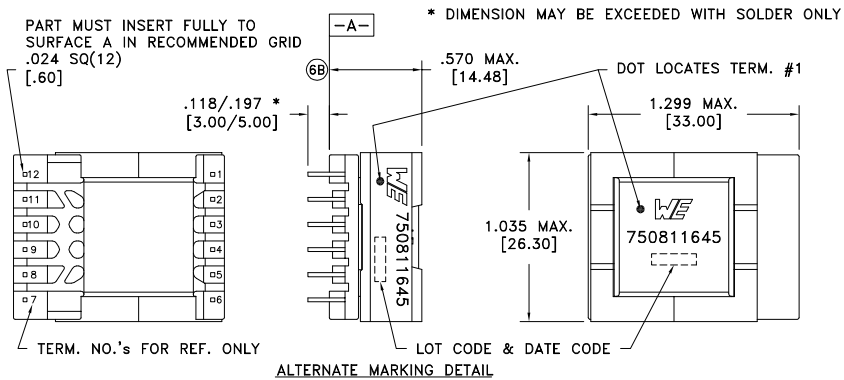 * DIMENSION MAY BE EXCEEDED WITH SOLDER ONLY
PART MUST INSERT FULLY TO
SURFACE A IN RECOMMENDED GRID
.024 SQ(12)
[.60]
-A-
6B
.570 MAX.
[14.48]
DOT LOCATES TERM. #1
.118/.197 *
[3.00/5.00]
1.299 MAX.
[33.00]
12
11
10
9
8
7
1
2
3
4
5
6
WE
750811645
1.035 MAX.
[26.30]
WE
750811645
TERM. NO.'s FOR REF. ONLY
LOT CODE & DATE CODE
ALTERNATE MARKING DETAIL